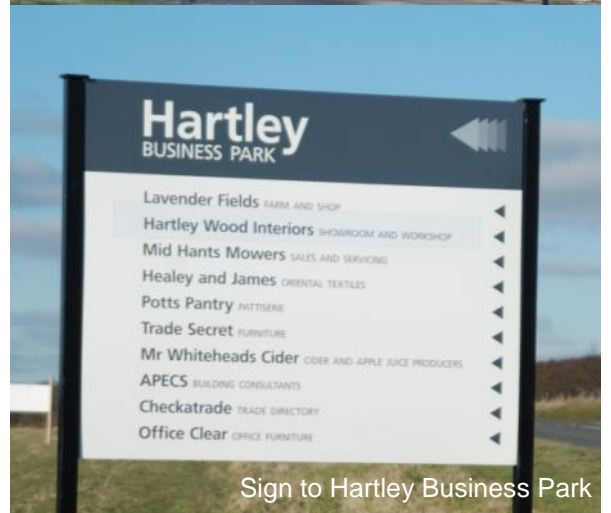 Hartley
BUSINESS PARK
Lavender Fields FARM AND SHOP
Hartley Wood Interiors SHOWROOM AND WORKSHOP
Mid Hants Mowers SALES AND SERVICING
Healey and James ORIENTAL TEXTILES
Potts Pantry PATTISERIE
Trade Secret FURNITURE
Mr Whiteheads Cider CIDER AND APPLE JUICE PRODUCERS
APECS BUILDING CONSULTANTS
Checkatrade TRADE DIRECTORY
Office Clear OFFICE FURNITURE
Sign to Hartley Business Park